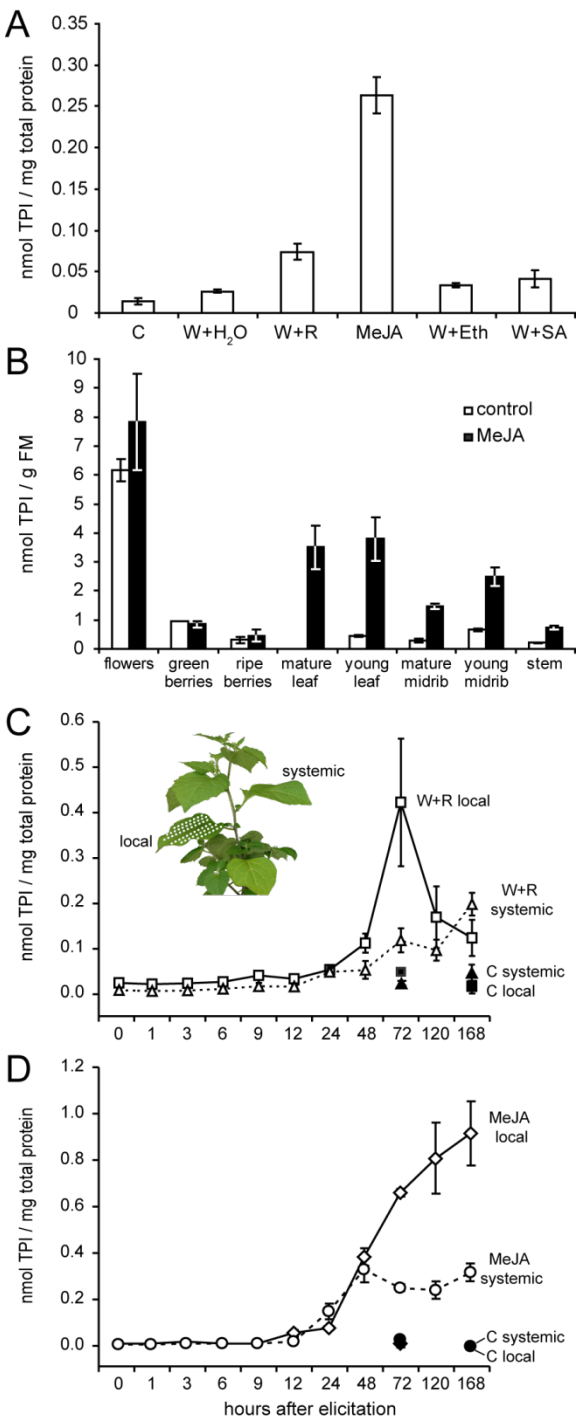 A
nmol TPI / mg total protein
0.35
0.30
0.25
0.20
0.15
0.10
0.05
0
C W+H₂O W+R MeJA W+Eth W+SA
B
nmol TPI / g FM
10
9
8
7
6
5
4
3
2
1
0
control
MeJA
flowers green berries ripe berries mature leaf young leaf mature midrib young midrib stem
C
nmol TPI / mg total protein
0.6
0.5
0.4
0.3
0.2
0.1
0.0
systemic
local
W+R local
W+R
systemic
C systemic
C local
0 1 3 6 9 12 24 48 72 120 168
D
nmol TPI / mg total protein
1.2
1.0
0.8
0.6
0.4
0.2
0.0
MeJA
local
MeJA
systemic
C systemic
C local
0 1 3 6 9 12 24 48 72 120 168
hours after elicitation